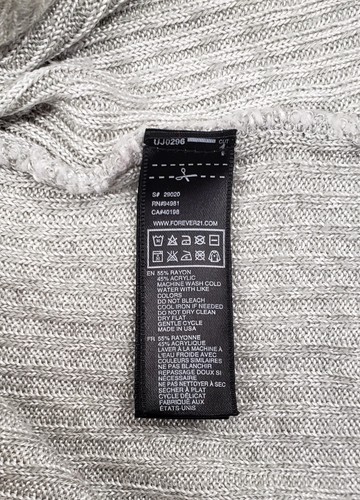 UJ0296
S# 29020
RN#94981
CA#40198
WWW.FOREVER21.COM
EN 55% RAYON
45% ACRYLIC
MACHINE WASH COLD
WATER WITH LIKE
COLORS
DO NOT BLEACH
COOL IRON IF NEEDED
DO NOT DRY CLEAN
DRY FLAT
GENTLE CYCLE
MADE IN USA
FR 55% RAYONNE
45% ACRYLIQUE
LAVER À LA MACHINE À
L'EAU FROIDE AVEC
COULEURS SIMILAIRES
NE PAS BLANCHIR
REPASSAGE DOUX SI
NÉCESSAIRE
NE PAS NETTOYER À SEC
SÉCHER À PLAT
CYCLE DÉLICAT
FABRIQUÉ AUX
ÉTATS-UNIS